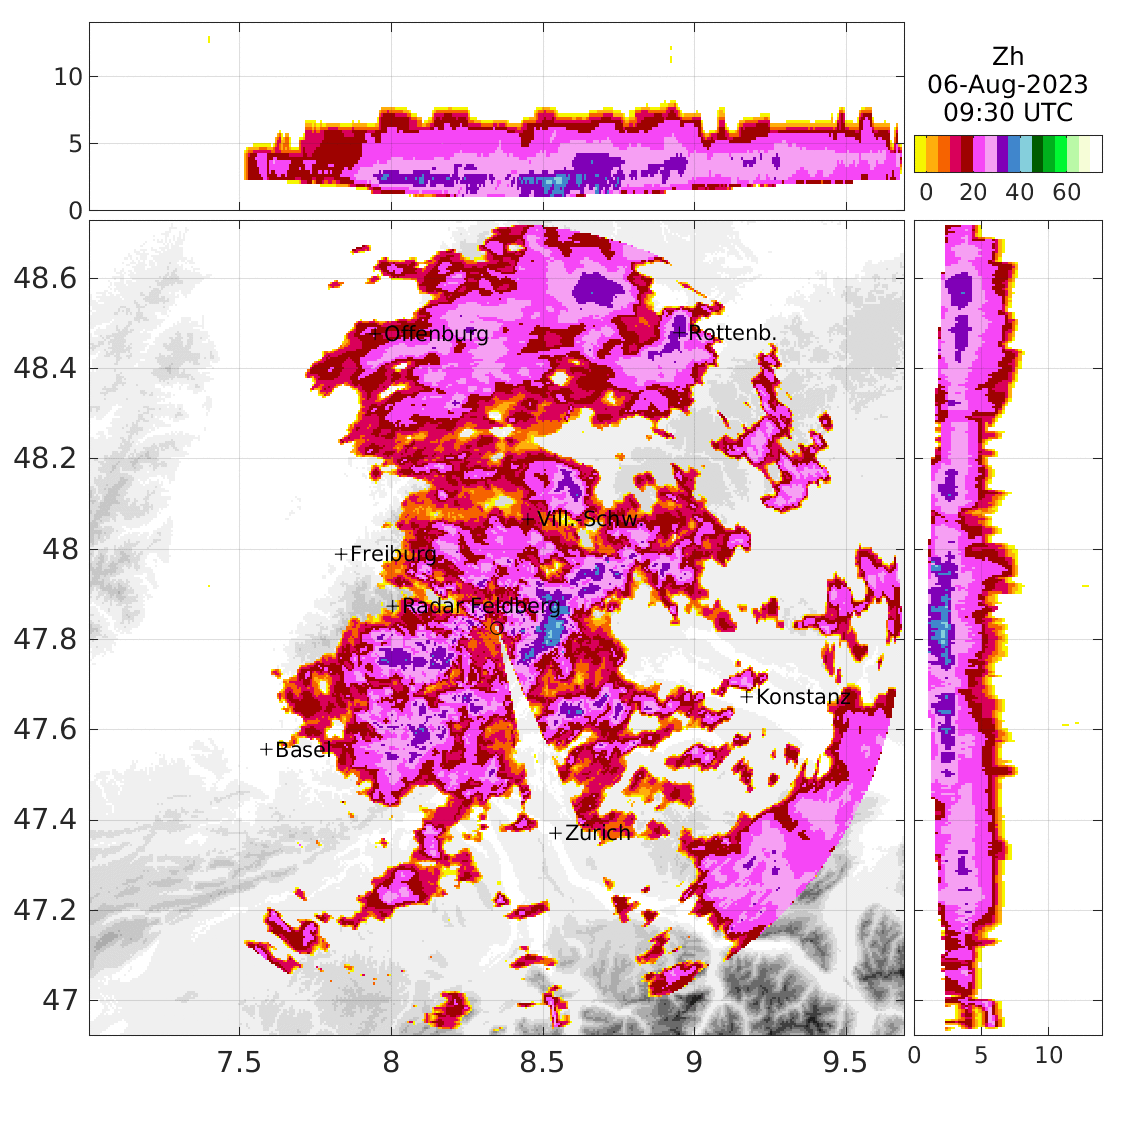 10
5
0
Zh
06-Aug-2023
09:30 UTC
0 20 40 60
48.6
48.4
48.2
48
47.8
47.6
47.4
47.2
47
+Offenburg
+Rottenb.
+Vill.-Schw.
+Freiburg
+Radar Feldberg
+Konstanz
+Basel
+Zürich
7.5 8 8.5 9 9.5
0 5 10